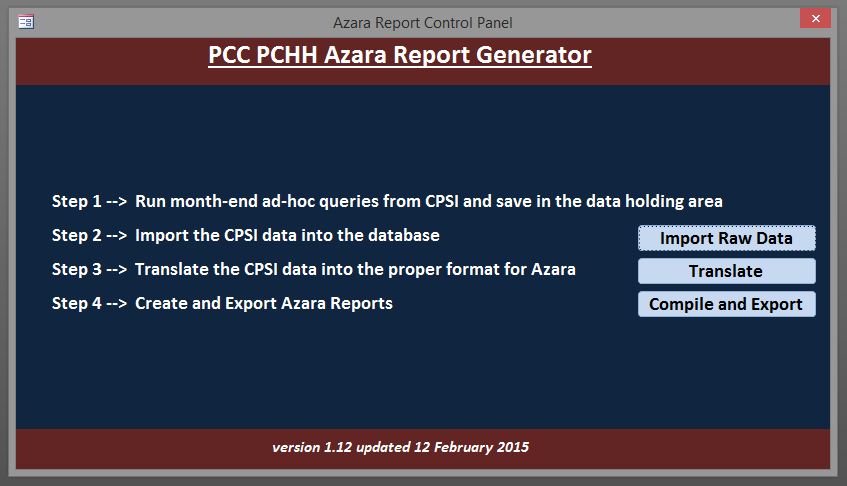 Azara Report Control Panel
PCC PCHH Azara Report Generator
Step 1 --> Run month-end ad-hoc queries from CPSI and save in the data holding area
Step 2 --> Import the CPSI data into the database
Import Raw Data
Step 3 --> Translate the CPSI data into the proper format for Azara
Translate
Step 4 --> Create and Export Azara Reports
Compile and Export
version 1.12 updated 12 February 2015